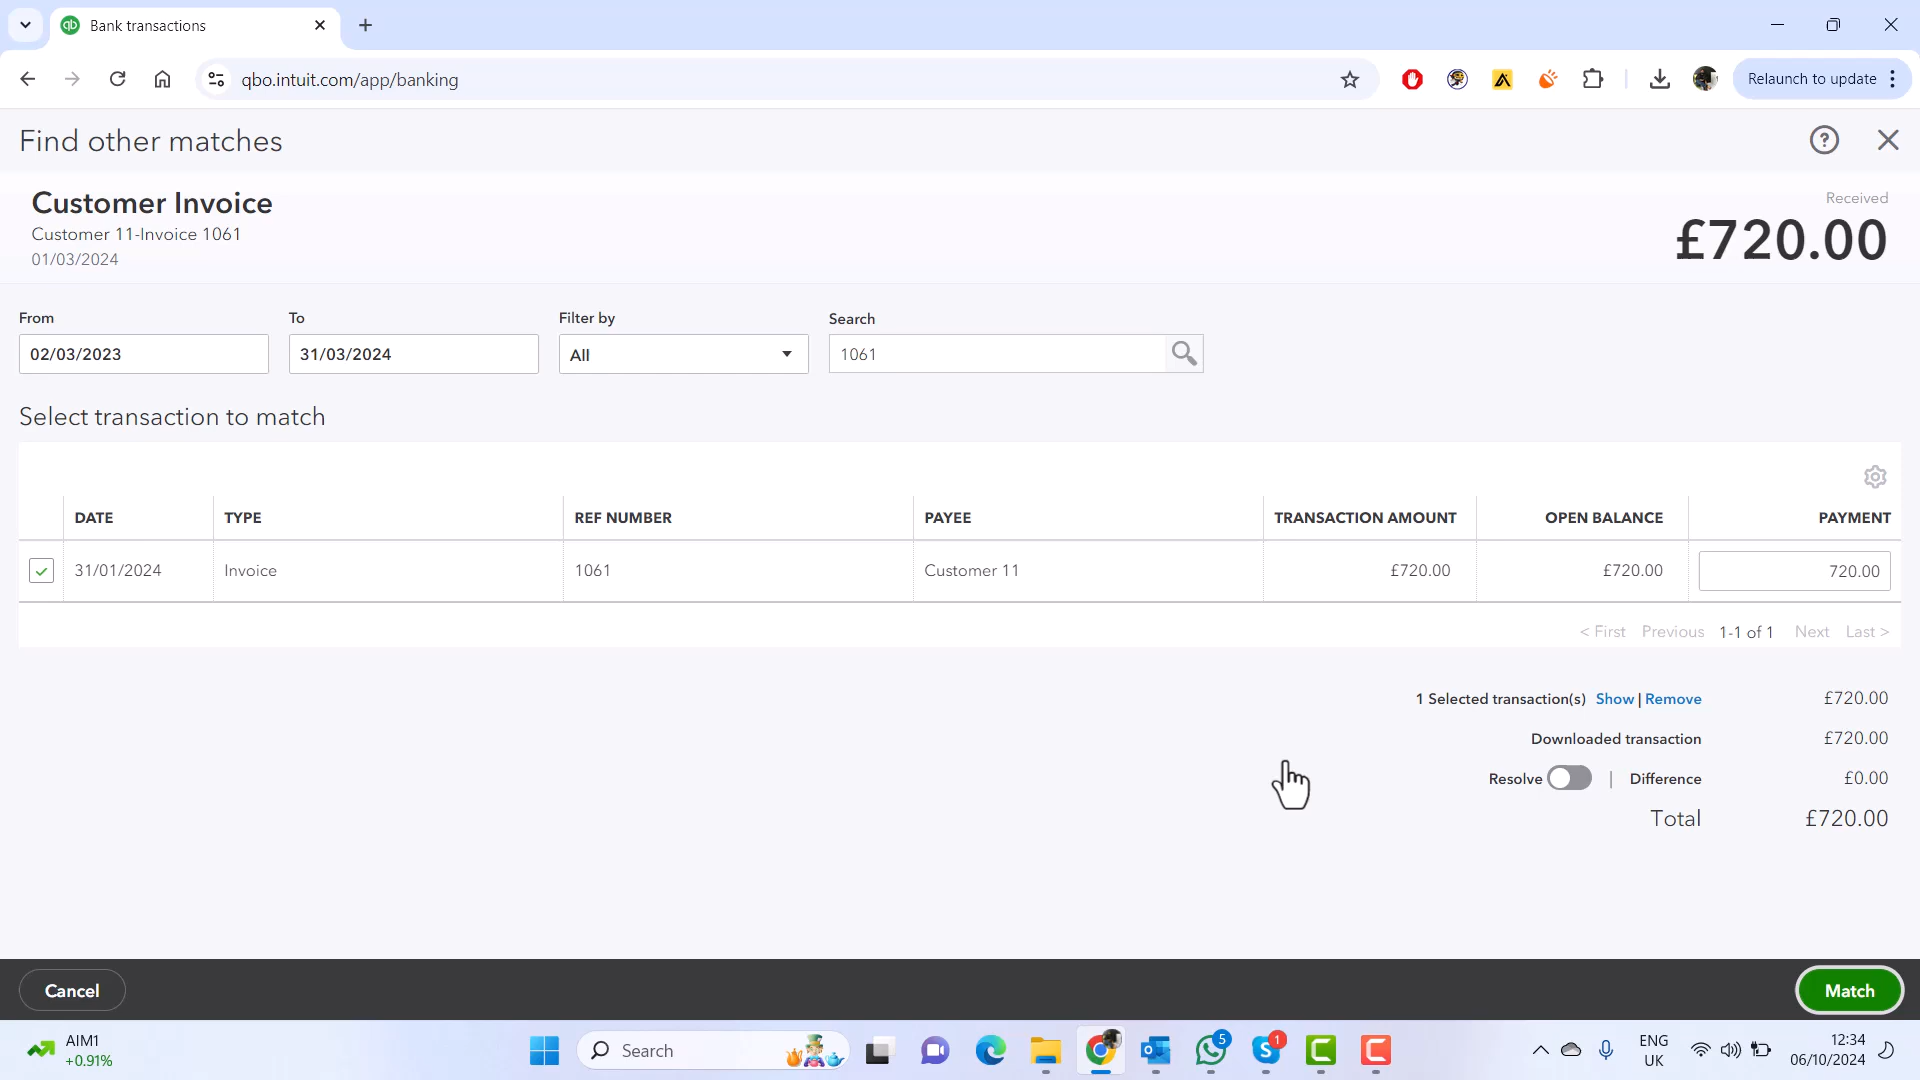 Bank transactions
qbo.intuit.com/app/banking
Relaunch to update
Find other matches
Customer Invoice
Customer 11-Invoice 1061
01/03/2024
Received
£720.00
From
To
Filter by
Search
02/03/2023
31/03/2024
All
1061
Select transaction to match
DATE TYPE REF NUMBER PAYEE TRANSACTION AMOUNT OPEN BALANCE PAYMENT
31/01/2024 Invoice 1061 Customer 11 £720.00 £720.00 720.00
< First Previous 1-1 of 1 Next Last >
1 Selected transaction(s) Show | Remove £720.00
Downloaded transaction £720.00
Resolve | Difference £0.00
Total £720.00
Cancel
Match
AIM1
+0.91%
Search
5
1
ENG
UK
12:34
06/10/2024